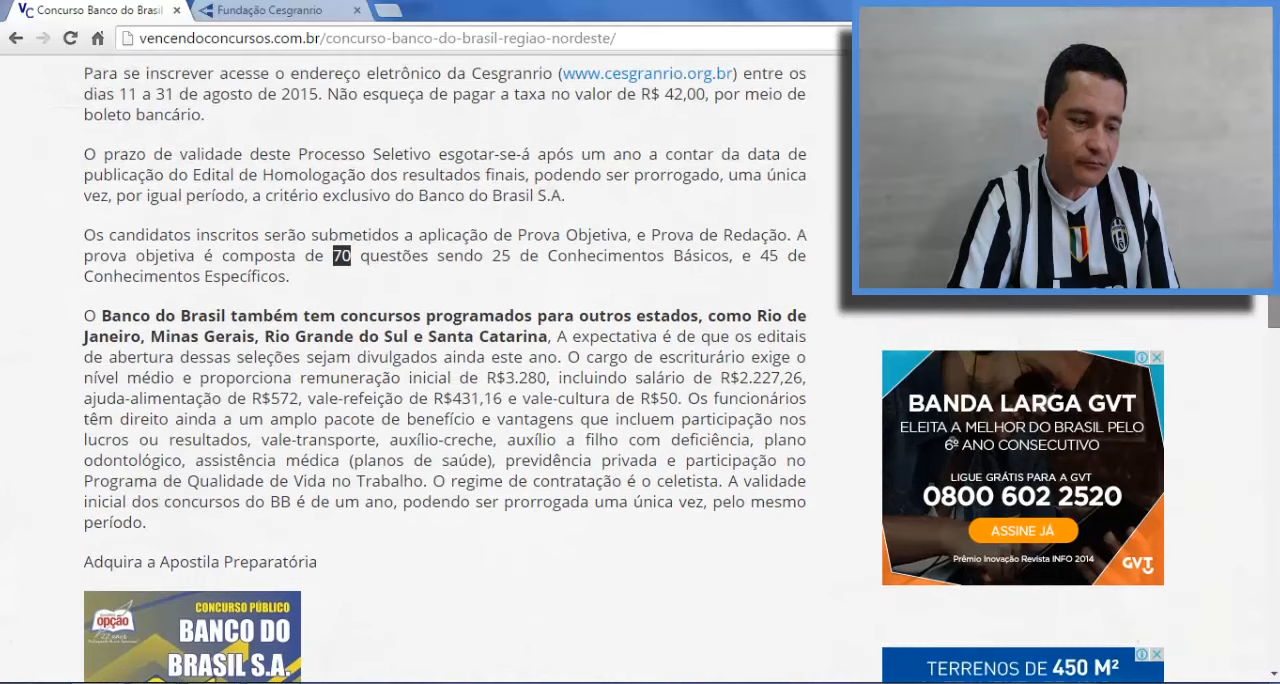 Concurso Banco do Brasil
Fundação Cesgranrio
vencendoconcursos.com.br/concurso-banco-do-brasil-regiao-nordeste/
Para se inscrever acesse o endereço eletrônico da Cesgranrio (www.cesgranrio.org.br) entre os
dias 11 a 31 de agosto de 2015. Não esqueça de pagar a taxa no valor de R$ 42,00, por meio de
boleto bancário.
O prazo de validade deste Processo Seletivo esgotar-se-á após um ano a contar da data de
publicação do Edital de Homologação dos resultados finais, podendo ser prorrogado, uma única
vez, por igual período, a critério exclusivo do Banco do Brasil S.A.
Os candidatos inscritos serão submetidos a aplicação de Prova Objetiva, e Prova de Redação. A
prova objetiva é composta de 70 questões sendo 25 de Conhecimentos Básicos, e 45 de
Conhecimentos Específicos.
O Banco do Brasil também tem concursos programados para outros estados, como Rio de
Janeiro, Minas Gerais, Rio Grande do Sul e Santa Catarina, A expectativa é de que os editais
de abertura dessas seleções sejam divulgados ainda este ano. O cargo de escriturário exige o
nível médio e proporciona remuneração inicial de R$3.280, incluindo salário de R$2.227,26,
ajuda-alimentação de R$572, vale-refeição de R$431,16 e vale-cultura de R$50. Os funcionários
têm direito ainda a um amplo pacote de benefício e vantagens que incluem participação nos
lucros ou resultados, vale-transporte, auxílio-creche, auxílio a filho com deficiência, plano
odontológico, assistência médica (planos de saúde), previdência privada e participação no
Programa de Qualidade de Vida no Trabalho. O regime de contratação é o celetista. A validade
inicial dos concursos do BB é de um ano, podendo ser prorrogada uma única vez, pelo mesmo
período.
Adquira a Apostila Preparatória
opção
22 anos
CONCURSO PÚBLICO
BANCO DO
BRASIL S.A.
BANDA LARGA GVT
ELEITA A MELHOR DO BRASIL PELO
6º ANO CONSECUTIVO
LIGUE GRÁTIS PARA A GVT
0800 602 2520
ASSINE JÁ
Prêmio Inovação Revista INFO 2014
GVT
TERRENOS DE 450 M²